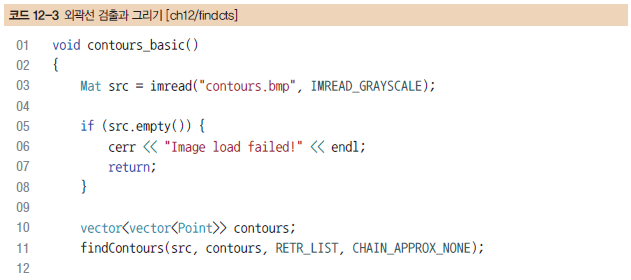 코드 12-3 외곽선 검출과 그리기 [ch12/findcts]
01 void contours_basic()
02 {
03     Mat src = imread("contours.bmp", IMREAD_GRAYSCALE);
04
05     if (src.empty()) {
06         cerr << "Image load failed!" << endl;
07         return;
08     }
09
10     vector<vector<Point>> contours;
11     findContours(src, contours, RETR_LIST, CHAIN_APPROX_NONE);
12